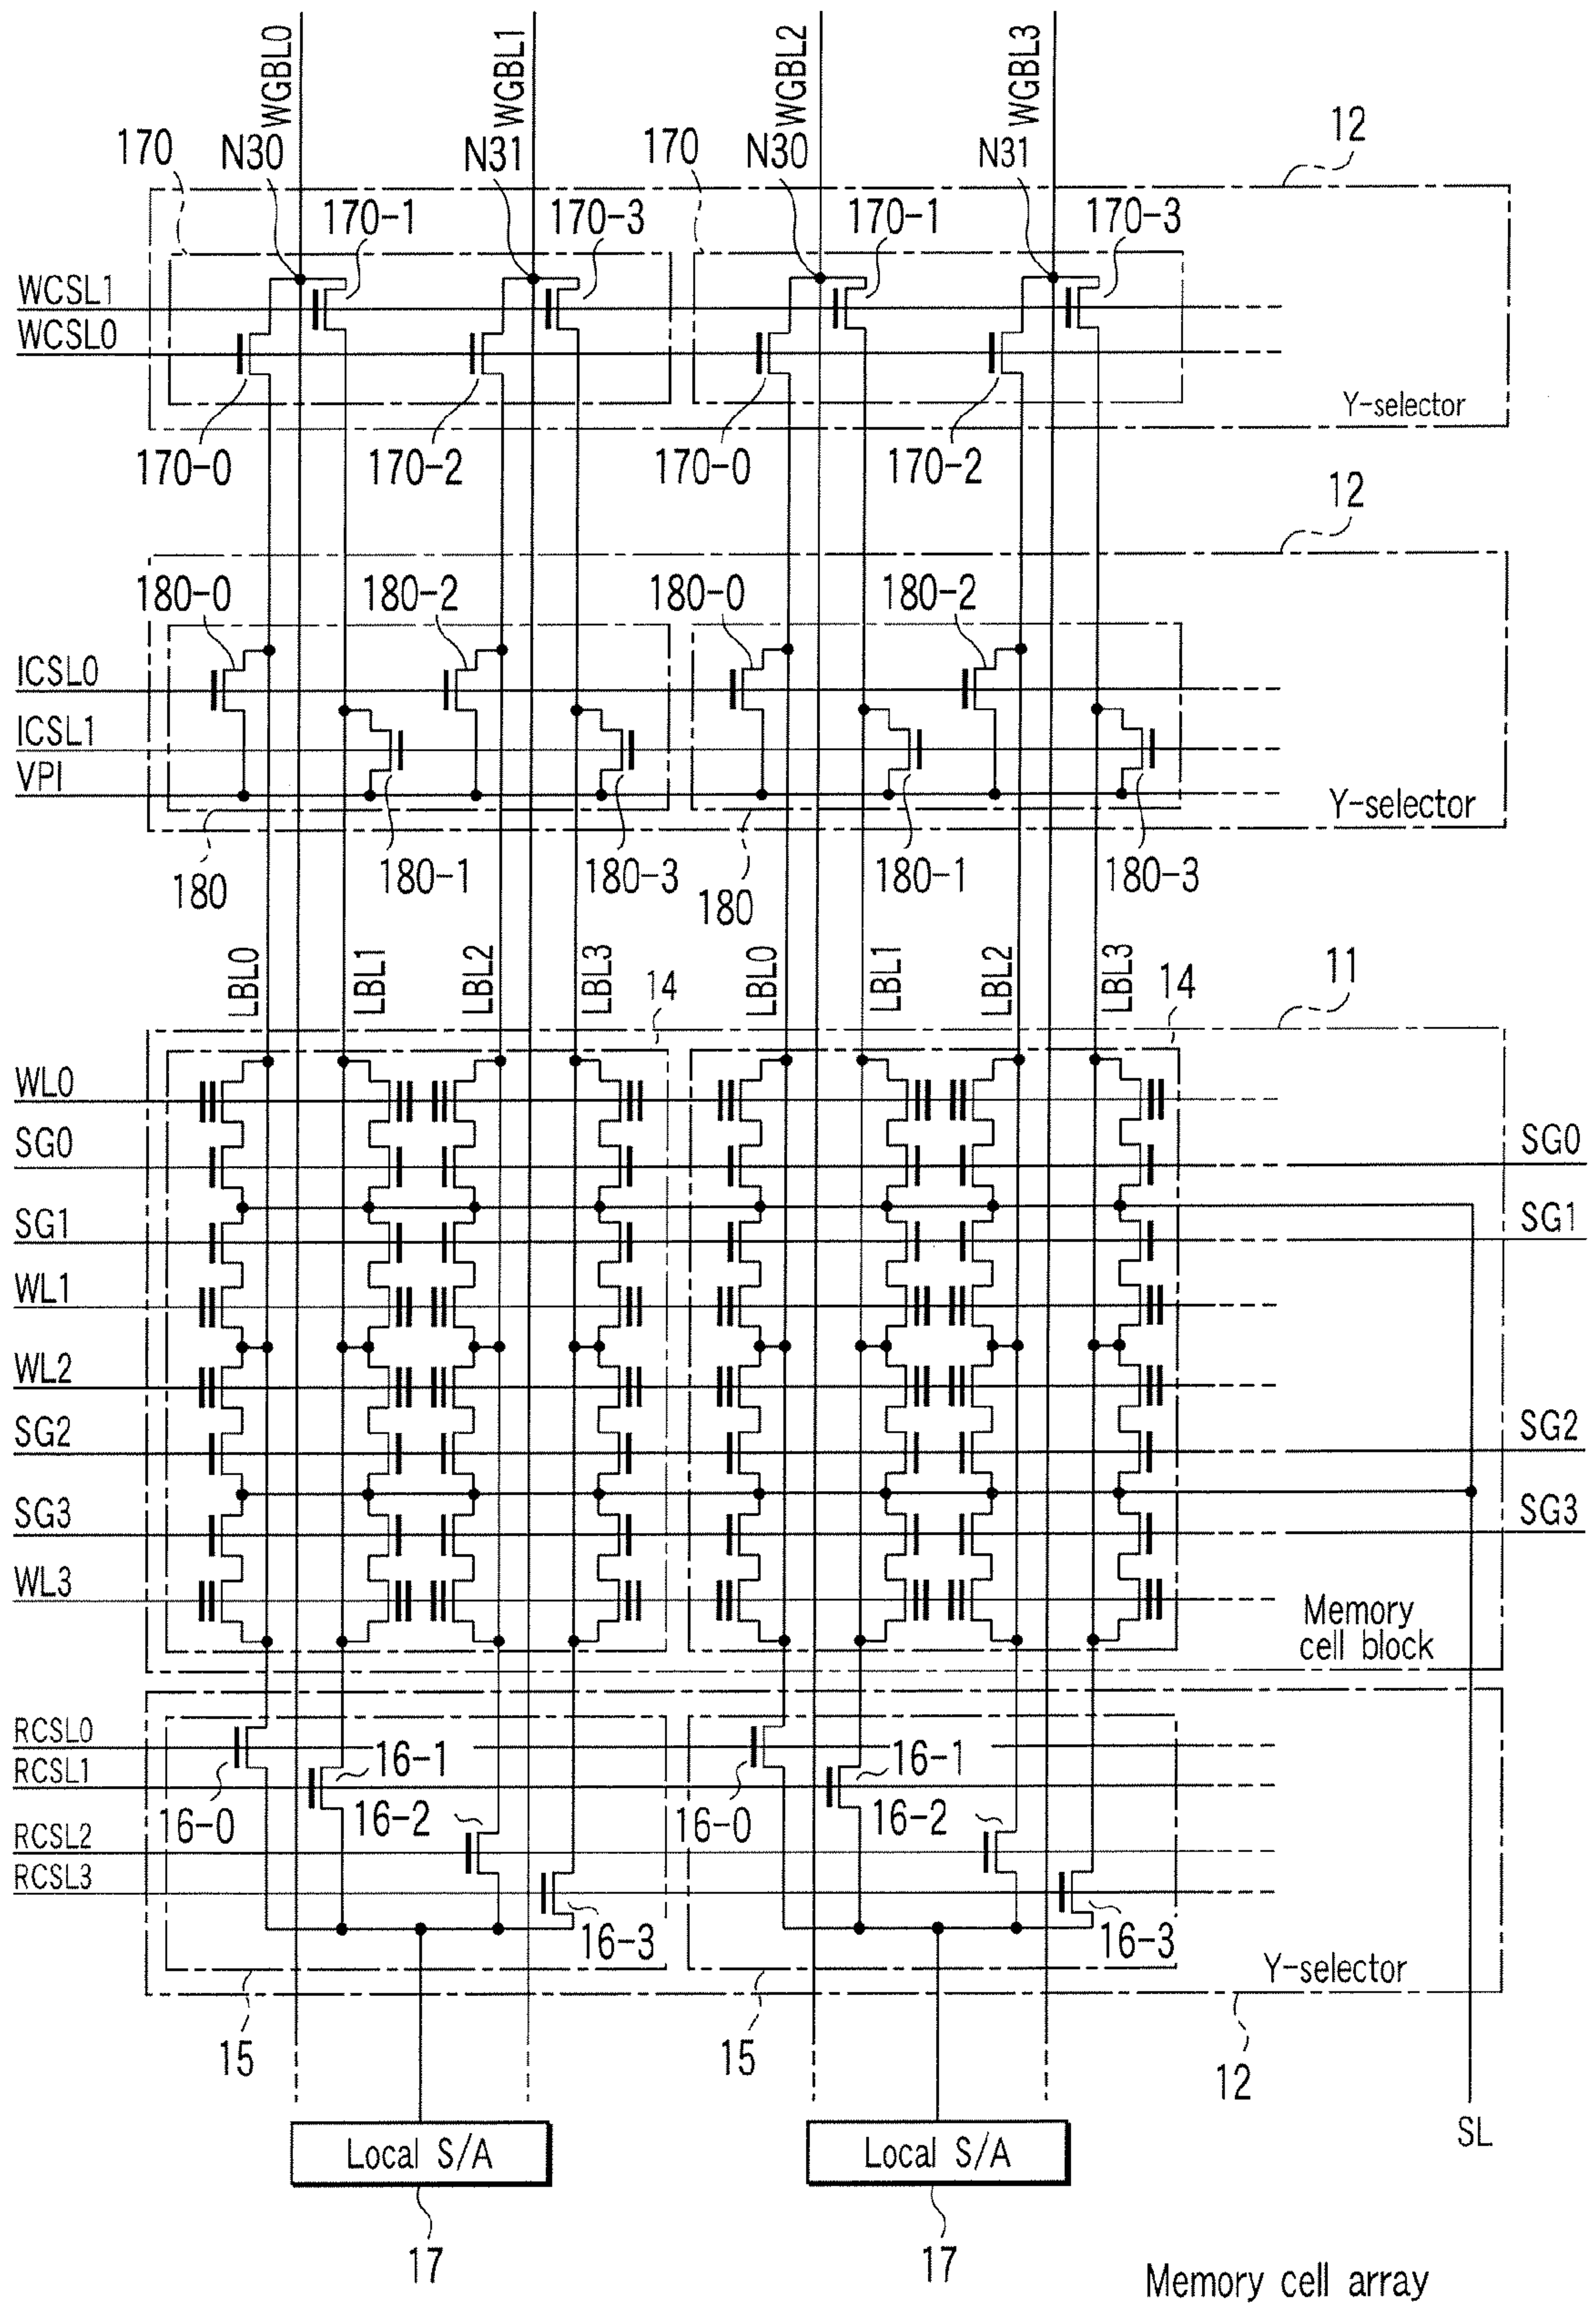 WGBL0
WGBL1
WGBL2
WGBL3
170
N30
N31
170
N30
N31
12
170-1
170-3
170-1
170-3
WCSL1
WCSL0
Y-selector
170-0
170-2
170-0
170-2
12
180-0
180-2
180-0
180-2
ICSL0
ICSL1
VPI
Y-selector
180
180-1
180-3
180
180-1
180-3
LBL0
LBL1
LBL2
LBL3
14
LBL0
LBL1
LBL2
LBL3
14
11
WL0
SG0
SG0
SG1
SG1
WL1
WL2
SG2
SG2
SG3
SG3
WL3
Memory
cell block
RCSL0
RCSL1
16-1
16-1
16-0
16-2
16-0
16-2
RCSL2
RCSL3
16-3
16-3
Y-selector
15
15
12
SL
Local S/A
Local S/A
17
17
Memory cell array